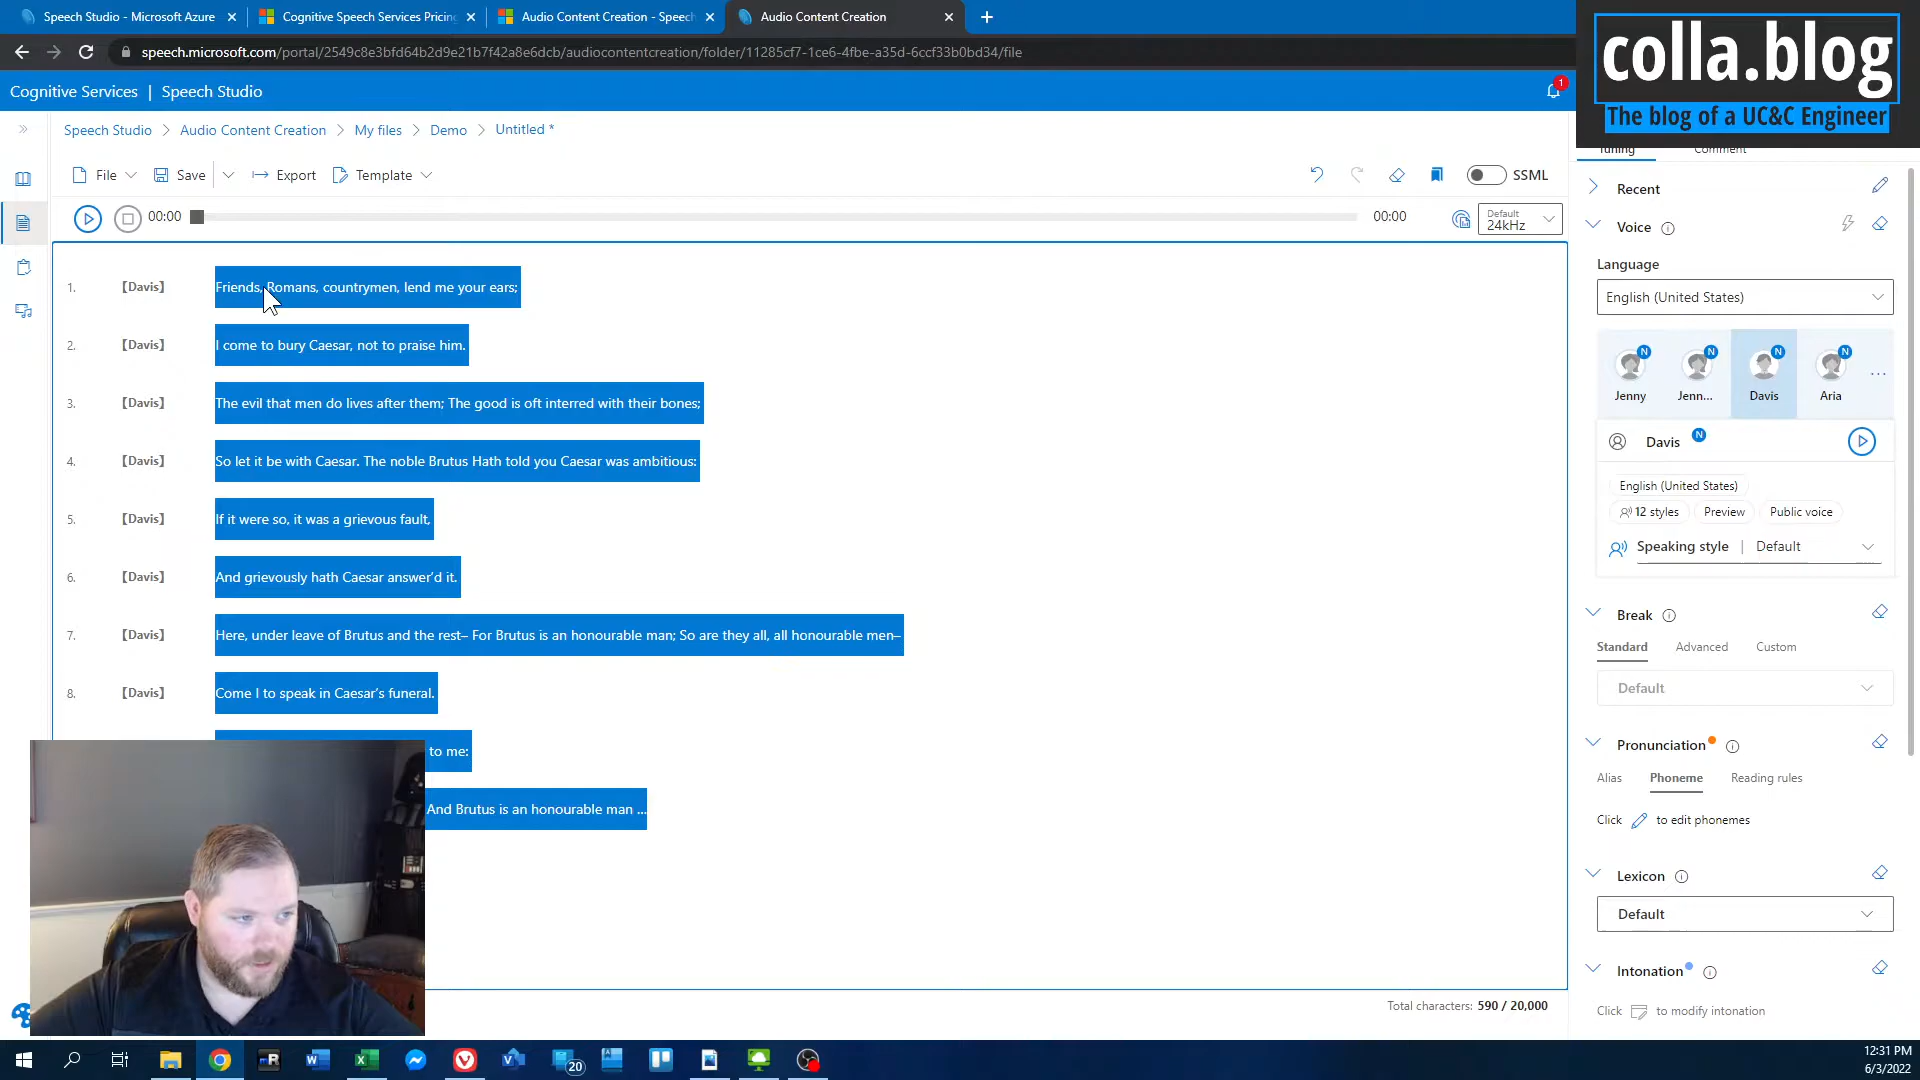 Speech Studio - Microsoft Azure
Cognitive Speech Services Pricing
Audio Content Creation - Speech
Audio Content Creation
speech.microsoft.com/portal/2549c8e3bfd64b2d9e21b7f42a8e6dcb/audiocontentcreation/folder/11285cf7-1ce6-4fbe-a35d-6ccf33b0bd34/file
colla.blog
The blog of a UC&C Engineer
Cognitive Services | Speech Studio
1
Speech Studio > Audio Content Creation > My files > Demo > Untitled *
Tuning Comment
File Save Export Template SSML
00:00 00:00 Default 24kHz
Recent
Voice
Language
English (United States)
1. 【Davis】 Friends, Romans, countrymen, lend me your ears;
2. 【Davis】 I come to bury Caesar, not to praise him.
3. 【Davis】 The evil that men do lives after them; The good is oft interred with their bones;
4. 【Davis】 So let it be with Caesar. The noble Brutus Hath told you Caesar was ambitious:
5. 【Davis】 If it were so, it was a grievous fault,
6. 【Davis】 And grievously hath Caesar answer’d it.
7. 【Davis】 Here, under leave of Brutus and the rest– For Brutus is an honourable man; So are they all, all honourable men–
8. 【Davis】 Come I to speak in Caesar’s funeral.
to me:
And Brutus is an honourable man ...
N N N N
Jenny Jenn... Davis Aria ...
Davis N
English (United States)
12 styles Preview Public voice
Speaking style | Default
Break
Standard Advanced Custom
Default
Pronunciation
Alias Phoneme Reading rules
Click to edit phonemes
Lexicon
Default
Intonation
Click to modify intonation
Total characters: 590 / 20,000
20
12:31 PM
6/3/2022